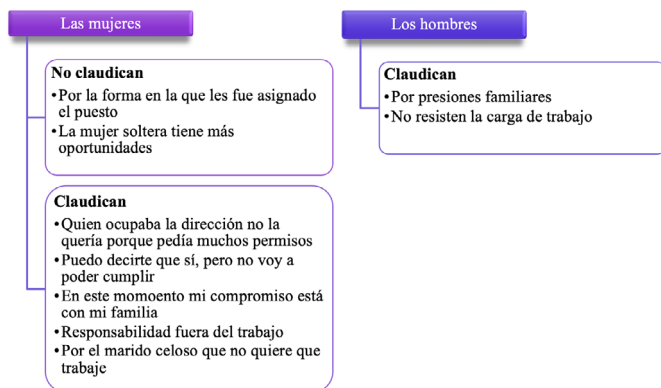 Las mujeres
No claudican
•Por la forma en la que les fue asignado
el puesto
•La mujer soltera tiene más
oportunidades
Claudican
•Quien ocupaba la dirección no la
quería porque pedía muchos permisos
•Puedo decirte que sí, pero no voy a
poder cumplir
•En este momoento mi compromiso está
con mi familia
•Responsabilidad fuera del trabajo
•Por el marido celoso que no quiere que
trabaje
Los hombres
Claudican
•Por presiones familiares
•No resisten la carga de trabajo